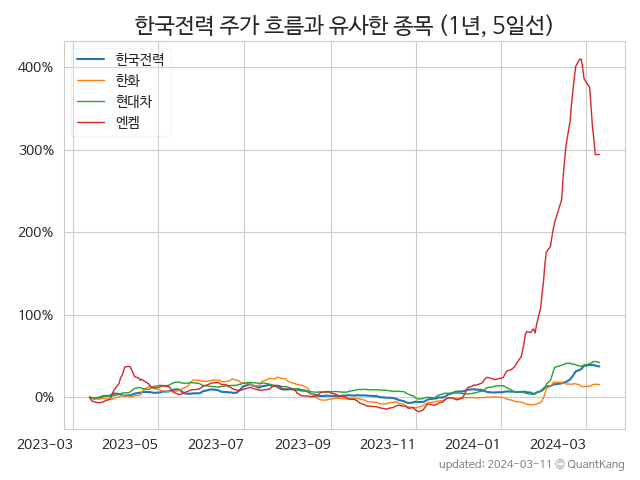 한국전력 주가 흐름과 유사한 종목 (1년, 5일선)
한국전력
한화
현대차
엔켐
400%
300%
200%
100%
0%
2023-03 2023-05 2023-07 2023-09 2023-11 2024-01 2024-03
updated: 2024-03-11 © QuantKang